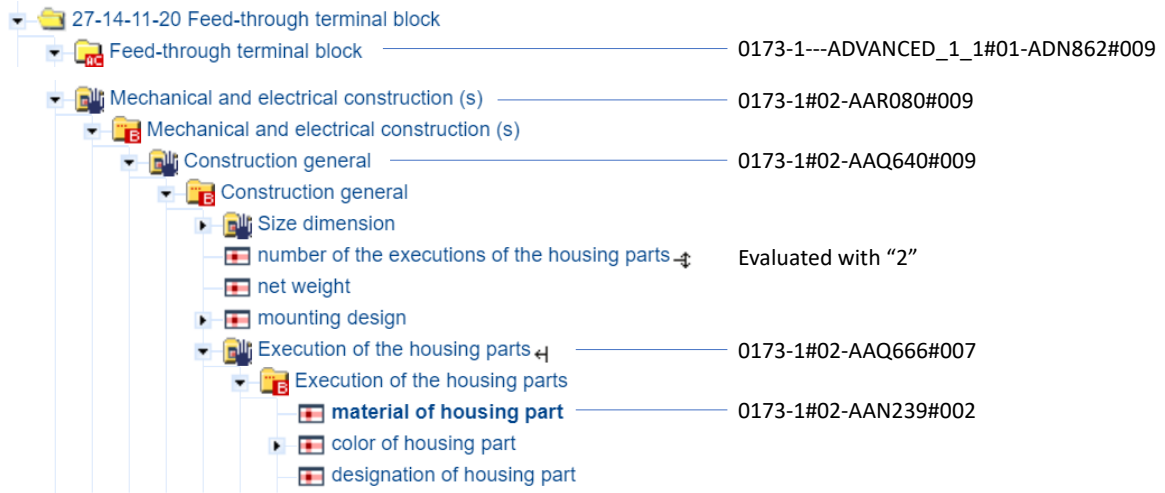 27-14-11-20 Feed-through terminal block
Feed-through terminal block 0173-1---ADVANCED_1_1#01-ADN862#009
Mechanical and electrical construction (s) 0173-1#02-AAR080#009
Mechanical and electrical construction (s)
Construction general 0173-1#02-AAQ640#009
Construction general
Size dimension
number of the executions of the housing parts Evaluated with “2”
net weight
mounting design
Execution of the housing parts 0173-1#02-AAQ666#007
Execution of the housing parts
material of housing part 0173-1#02-AAN239#002
color of housing part
designation of housing part